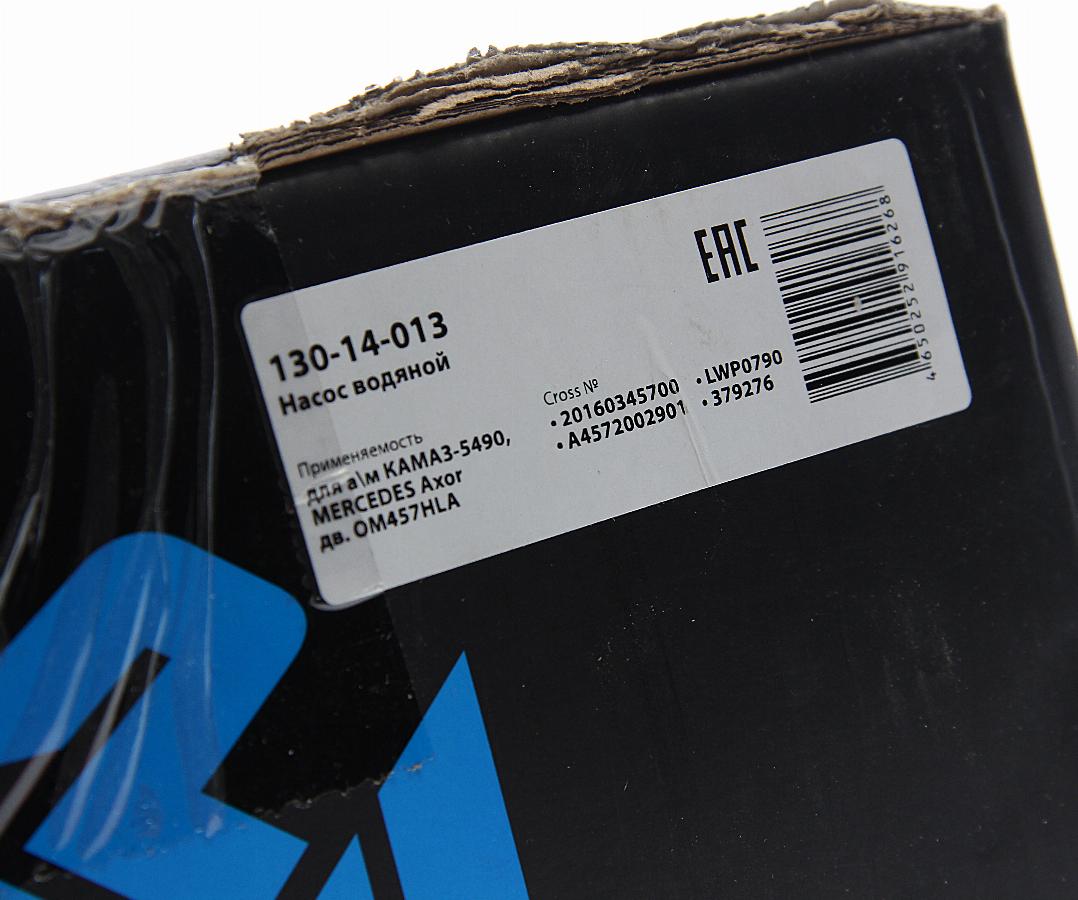 130-14-013
Насос водяной
Применяемость
для а\м КАМАЗ-5490,
MERCEDES Axor
дв. OM457HLA
Cross №
• 20160345700
• A4572002901
• LWP0790
• 379276
EAC
4650252916268